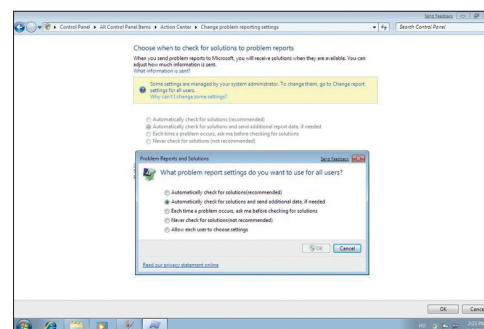 Send Feedback
Control Panel ▸ All Control Panel Items ▸ Action Center ▸ Change problem reporting settings
Search Control Panel
Choose when to check for solutions to problem reports
When you send problem reports to Microsoft, you will receive solutions when they are available. You can
adjust how much information is sent.
What information is sent?
Some settings are managed by your system administrator. To change them, go to Change report
settings for all users.
Why can't I change some settings?
Automatically check for solutions (recommended)
Automatically check for solutions and send additional report data, if needed
Each time a problem occurs, ask me before checking for solutions
Never check for solutions (not recommended)
Problem Reports and Solutions
Send Feedback
What problem report settings do you want to use for all users?
Automatically check for solutions(recommended)
Automatically check for solutions and send additional data, if needed
Each time a problem occurs, ask me before checking for solutions
Never check for solutions(not recommended)
Allow each user to choose settings
OK
Cancel
Read our privacy statement online
OK
Cance